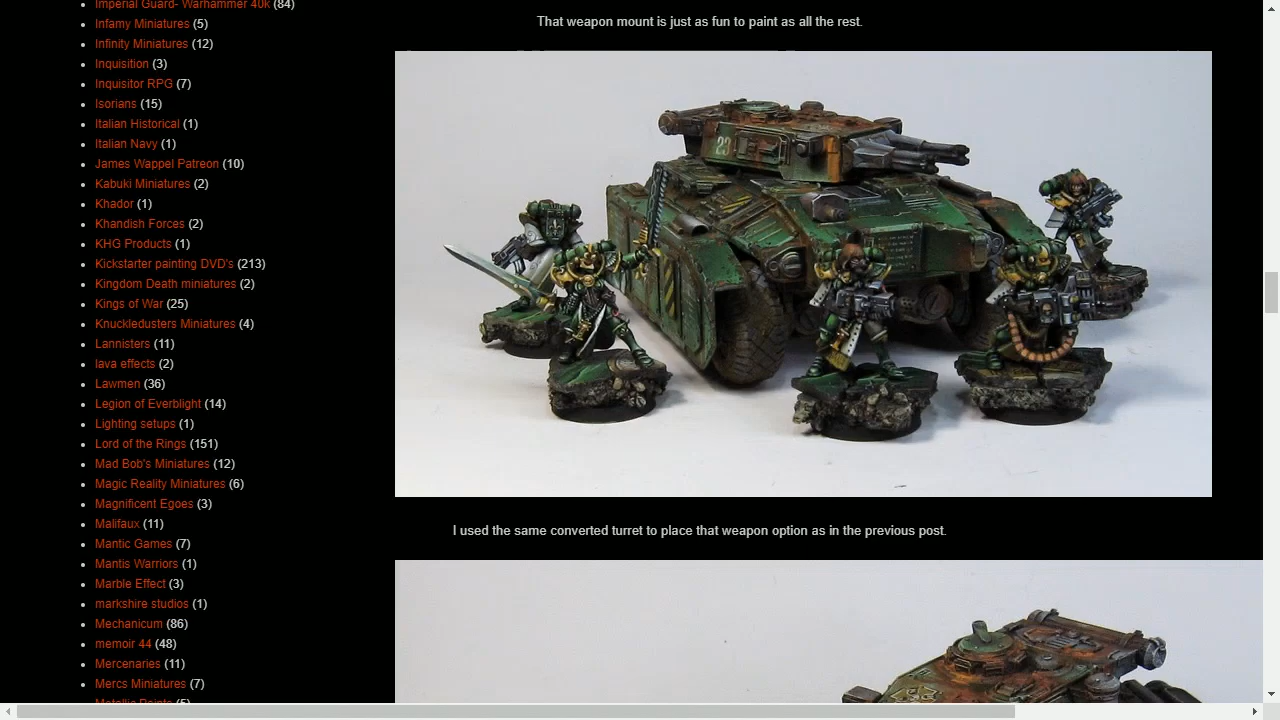 Imperial Guard- Warhammer 40k (84)
Infamy Miniatures (5)
Infinity Miniatures (12)
Inquisition (3)
Inquisitor RPG (7)
Isorians (15)
Italian Historical (1)
Italian Navy (1)
James Wappel Patreon (10)
Kabuki Miniatures (2)
Khador (1)
Khandish Forces (2)
KHG Products (1)
Kickstarter painting DVD's (213)
Kingdom Death miniatures (2)
Kings of War (25)
Knuckledusters Miniatures (4)
Lannisters (11)
lava effects (2)
Lawmen (36)
Legion of Everblight (14)
Lighting setups (1)
Lord of the Rings (151)
Mad Bob's Miniatures (12)
Magic Reality Miniatures (6)
Magnificent Egoes (3)
Malifaux (11)
Mantic Games (7)
Mantis Warriors (1)
Marble Effect (3)
markshire studios (1)
Mechanicum (86)
memoir 44 (48)
Mercenaries (11)
Mercs Miniatures (7)
Metallic Paints (5)
That weapon mount is just as fun to paint as all the rest.
23
I used the same converted turret to place that weapon option as in the previous post.